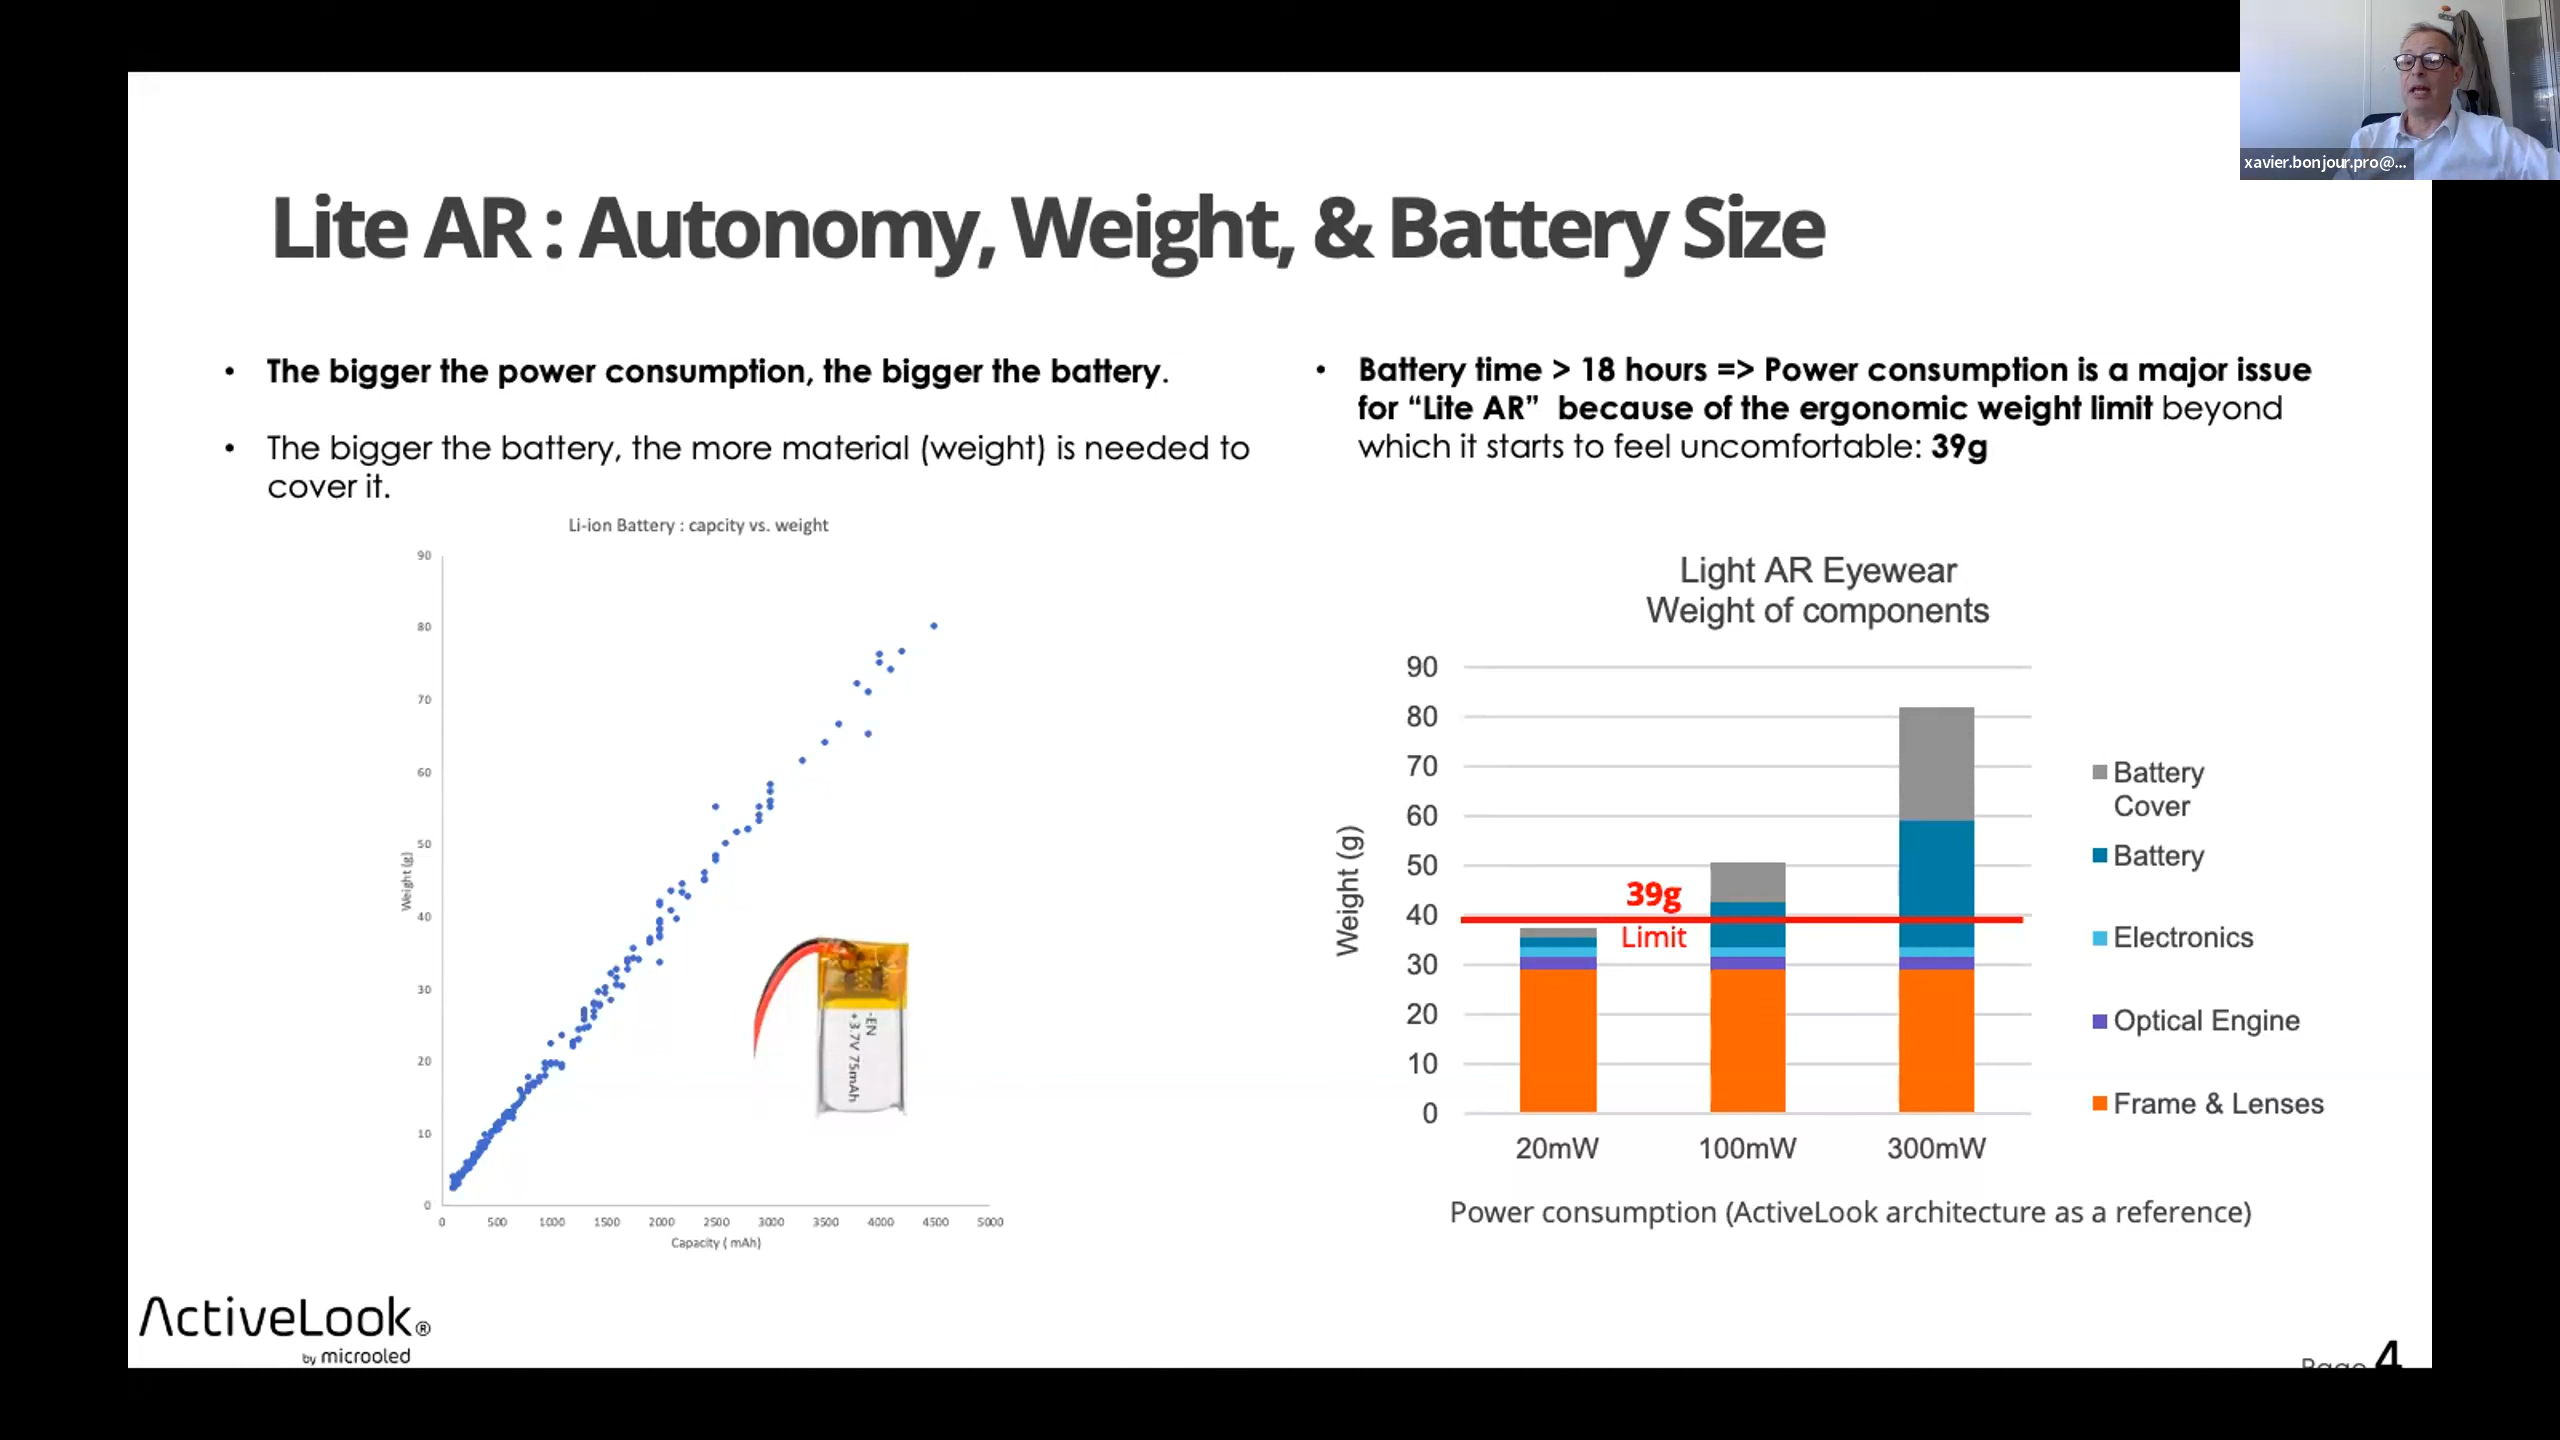 xavier.bonjour.pro@...
Lite AR : Autonomy, Weight, & Battery Size
• The bigger the power consumption, the bigger the battery.
• The bigger the battery, the more material (weight) is needed to
cover it.
• Battery time > 18 hours => Power consumption is a major issue
for “Lite AR” because of the ergonomic weight limit beyond
which it starts to feel uncomfortable: 39g
Li-ion Battery : capcity vs. weight
90
80
70
60
50
40
30
20
10
0
Weight (g)
0 500 1000 1500 2000 2500 3000 3500 4000 4500 5000
Capacity ( mAh)
-EN
+3.7V 75mAh
Light AR Eyewear
Weight of components
90
80
70
60
50
40
30
20
10
0
Weight (g)
39g
Limit
20mW 100mW 300mW
Battery
Cover
Battery
Electronics
Optical Engine
Frame & Lenses
Power consumption (ActiveLook architecture as a reference)
ActiveLook®
by microoled
Page 4